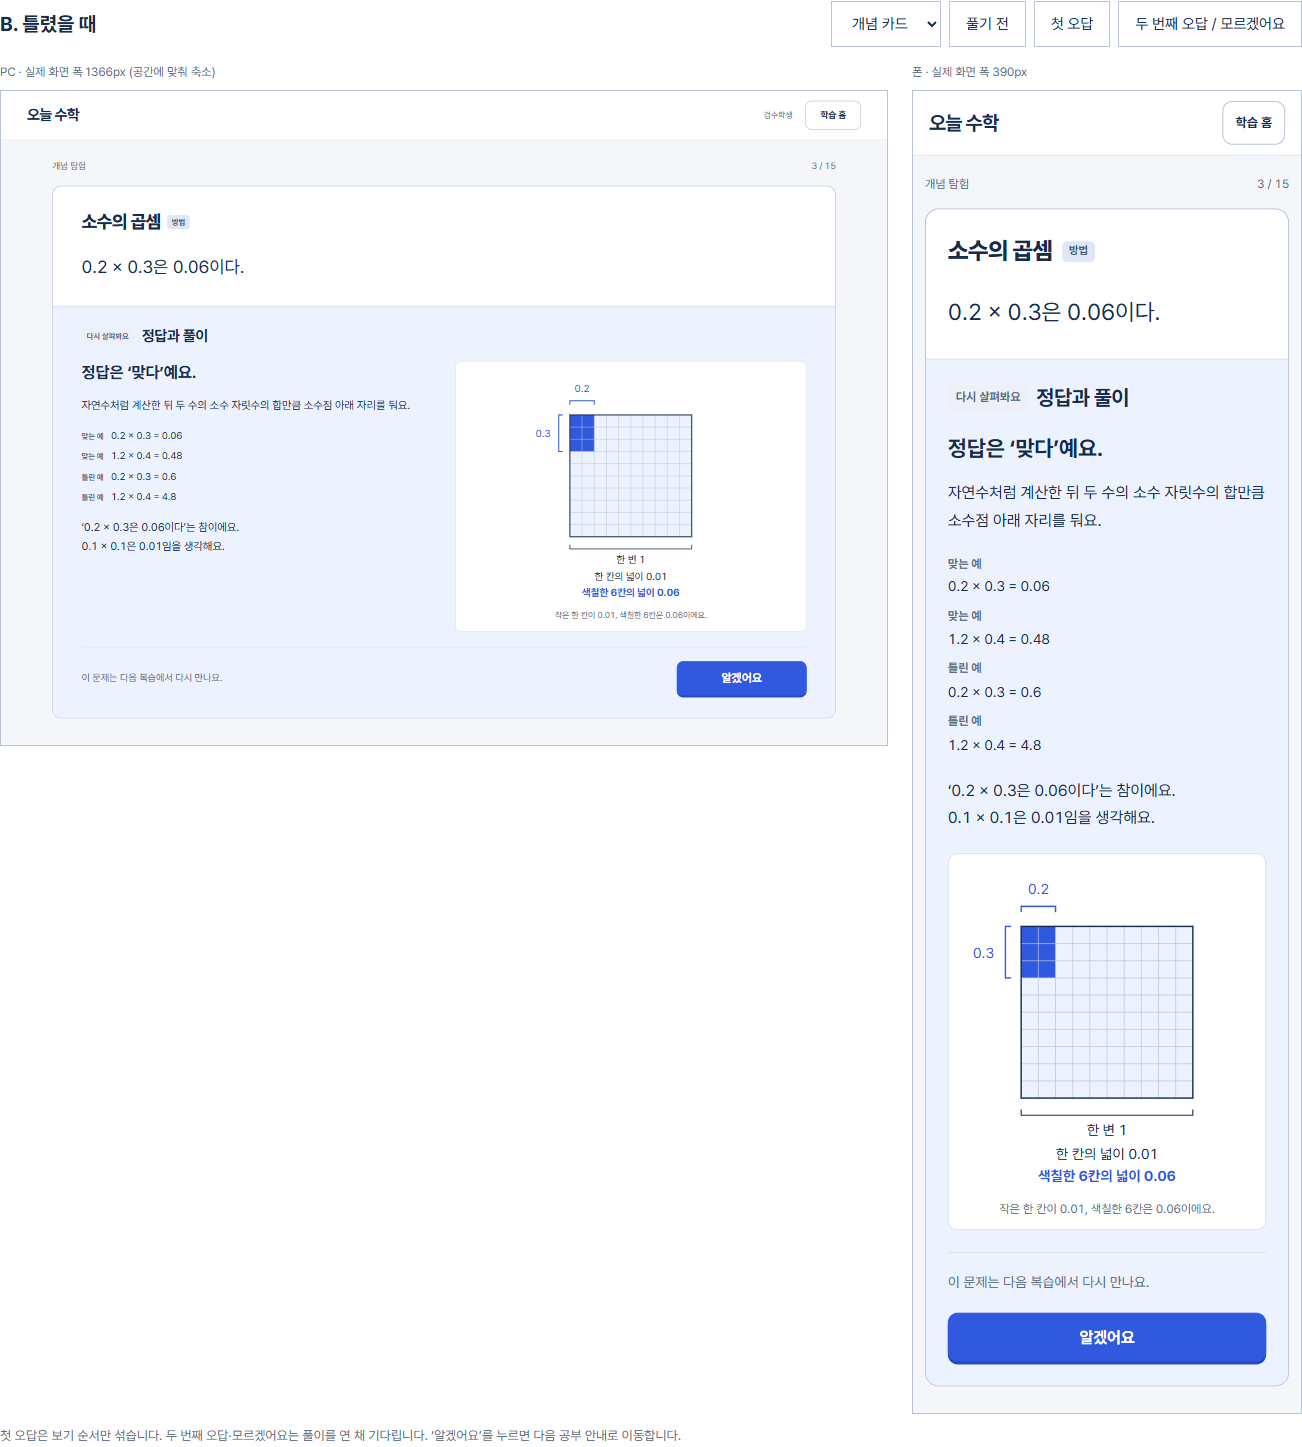 B. 틀렸을 때
개념 카드
풀기 전
첫 오답
두 번째 오답 / 모르겠어요
PC · 실제 화면 폭 1366px (공간에 맞춰 축소)
오늘 수학
검수학생
학습 홈
개념 탐험
3 / 15
소수의 곱셈 방법
0.2 × 0.3은 0.06이다.
다시 살펴봐요 정답과 풀이
정답은 ‘맞다’예요.
자연수처럼 계산한 뒤 두 수의 소수 자릿수의 합만큼 소수점 아래 자리를 둬요.
맞는 예 0.2 × 0.3 = 0.06
맞는 예 1.2 × 0.4 = 0.48
틀린 예 0.2 × 0.3 = 0.6
틀린 예 1.2 × 0.4 = 4.8
‘0.2 × 0.3은 0.06이다’는 참이에요.
0.1 × 0.1은 0.01임을 생각해요.
0.2
0.3
한 변 1
한 칸의 넓이 0.01
색칠한 6칸의 넓이 0.06
작은 한 칸이 0.01, 색칠한 6칸은 0.06이에요.
이 문제는 다음 복습에서 다시 만나요.
알겠어요
폰 · 실제 화면 폭 390px
오늘 수학
학습 홈
개념 탐험
3 / 15
소수의 곱셈 방법
0.2 × 0.3은 0.06이다.
다시 살펴봐요 정답과 풀이
정답은 ‘맞다’예요.
자연수처럼 계산한 뒤 두 수의 소수 자릿수의 합만큼
소수점 아래 자리를 둬요.
맞는 예
0.2 × 0.3 = 0.06
맞는 예
1.2 × 0.4 = 0.48
틀린 예
0.2 × 0.3 = 0.6
틀린 예
1.2 × 0.4 = 4.8
‘0.2 × 0.3은 0.06이다’는 참이에요.
0.1 × 0.1은 0.01임을 생각해요.
0.2
0.3
한 변 1
한 칸의 넓이 0.01
색칠한 6칸의 넓이 0.06
작은 한 칸이 0.01, 색칠한 6칸은 0.06이에요.
이 문제는 다음 복습에서 다시 만나요.
알겠어요
첫 오답은 보기 순서만 섞습니다. 두 번째 오답·모르겠어요는 풀이를 연 채 기다립니다. ‘알겠어요’를 누르면 다음 공부 안내로 이동합니다.